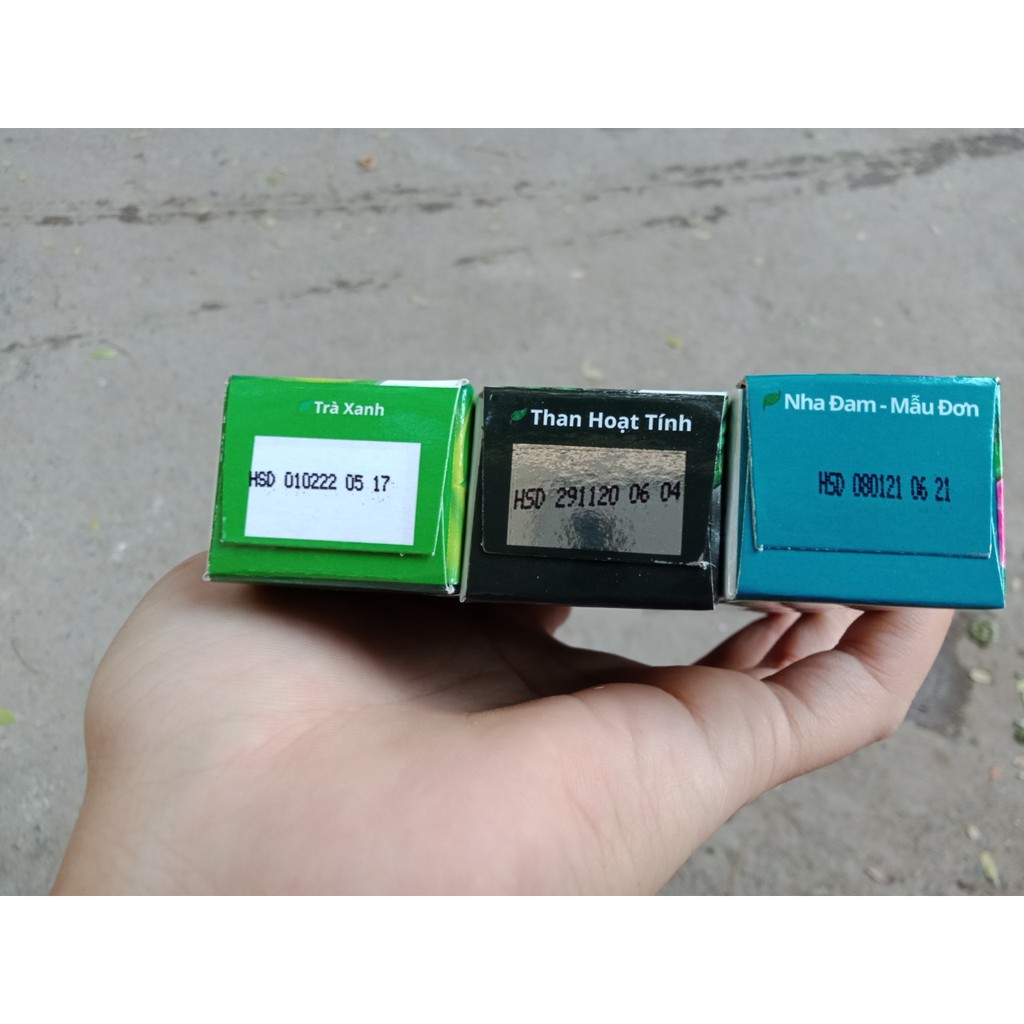 Trà Xanh
HSD 010222 05 17
Than Hoạt Tính
HSD 291120 06 04
Nha Đam - Mẫu Đơn
HSD 080121 06 21